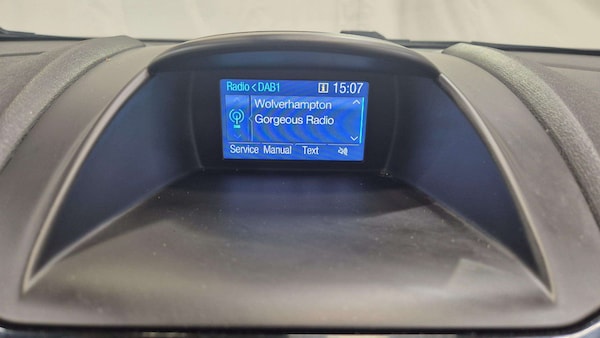 Radio < DAB1 15:07
Wolverhampton
Gorgeous Radio
Service Manual Text